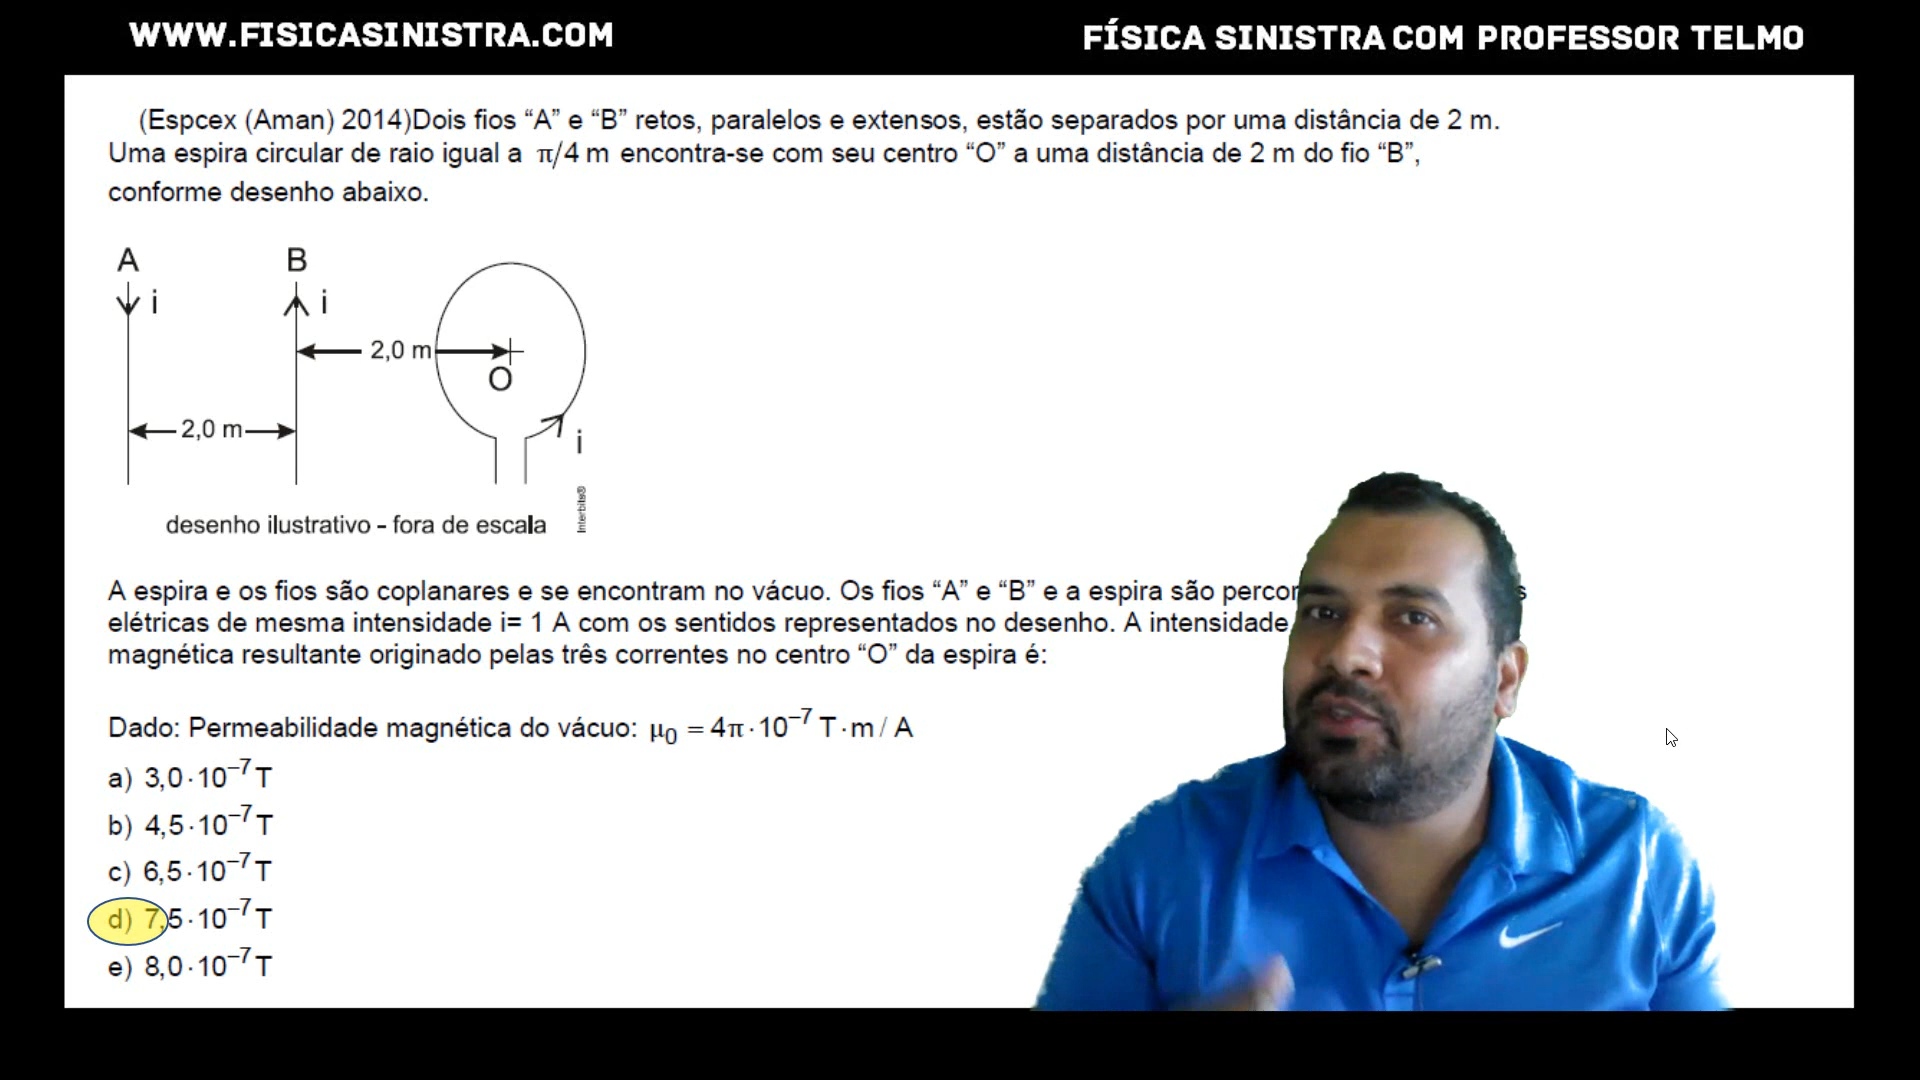 WWW.FISICASINISTRA.COM
FÍSICA SINISTRA COM PROFESSOR TELMO
(Espcex (Aman) 2014)Dois fios “A” e “B” retos, paralelos e extensos, estão separados por uma distância de 2 m.
Uma espira circular de raio igual a π/4 m encontra-se com seu centro “O” a uma distância de 2 m do fio “B”,
conforme desenho abaixo.
A
B
i
i
2,0 m
O
2,0 m
i
Interbits®
desenho ilustrativo - fora de escala
A espira e os fios são coplanares e se encontram no vácuo. Os fios “A” e “B” e a espira são
elétricas de mesma intensidade i= 1 A com os sentidos representados no desenho. A intensidade
magnética resultante originado pelas três correntes no centro “O” da espira é:
Dado: Permeabilidade magnética do vácuo: μ₀ = 4π·10⁻⁷ T·m / A
a) 3,0·10⁻⁷ T
b) 4,5·10⁻⁷ T
c) 6,5·10⁻⁷ T
d) 7,5·10⁻⁷ T
e) 8,0·10⁻⁷ T